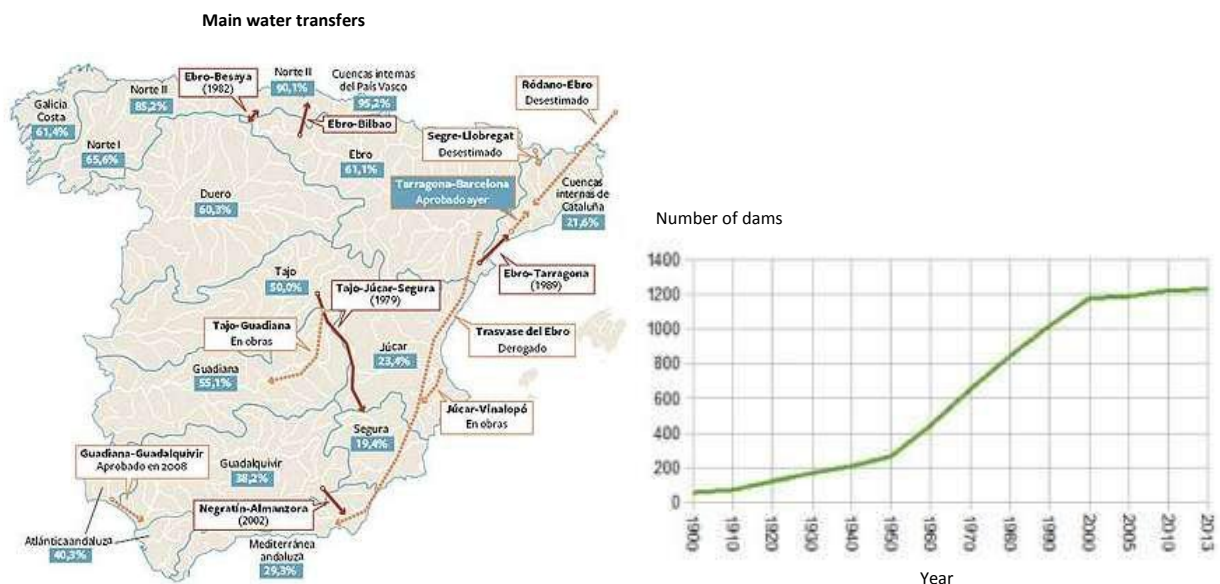 Main water transfers
Ebro-Besaya
(1982)
Norte II
90,1%
Cuencas internas
del País Vasco
95,2%
Ródano-Ebro
Desestimado
Norte II
85,2%
Galicia
Costa
61,4%
Ebro-Bilbao
Segre-Llobregat
Desestimado
Norte I
65,6%
Ebro
61,1%
Tarragona-Barcelona
Aprobado ayer
Cuencas
internas de
Cataluña
21,6%
Duero
60,3%
Tajo
50,0%
Tajo-Júcar-Segura
(1979)
Ebro-Tarragona
(1989)
Tajo-Guadiana
En obras
Trasvase del Ebro
Derogado
Júcar
23,4%
Guadiana
55,1%
Júcar-Vinalopó
En obras
Segura
19,4%
Guadiana-Guadalquivir
Aprobado en 2008
Guadalquivir
38,2%
Negratín-Almanzora
(2002)
Atlántica andaluza
40,3%
Mediterránea
andaluza
29,3%
Number of dams
1400
1200
1000
800
600
400
200
0
1900
1910
1920
1930
1940
1950
1960
1970
1980
1990
2000
2005
2010
2013
Year